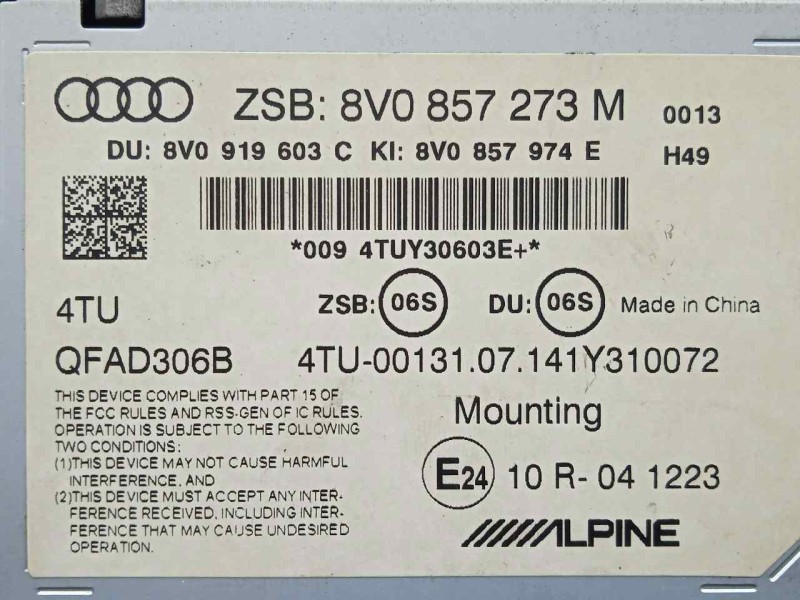 ZSB: 8V0 857 273 M 0013
DU: 8V0 919 603 C KI: 8V0 857 974 E H49
*009 4TUY30603E+*
4TU ZSB: 06S DU: 06S Made in China
QFAD306B 4TU-00131.07.141Y310072
THIS DEVICE COMPLIES WITH PART 15 OF
THE FCC RULES AND RSS-GEN OF IC RULES.
OPERATION IS SUBJECT TO THE FOLLOWING
TWO CONDITIONS:
(1)THIS DEVICE MAY NOT CAUSE HARMFUL
INTERFERENCE, AND
(2)THIS DEVICE MUST ACCEPT ANY INTER-
FERENCE RECEIVED, INCLUDING INTER-
FERENCE THAT MAY CAUSE UNDESIRED
OPERATION.
Mounting
E24 10 R- 04 1223
ALPINE